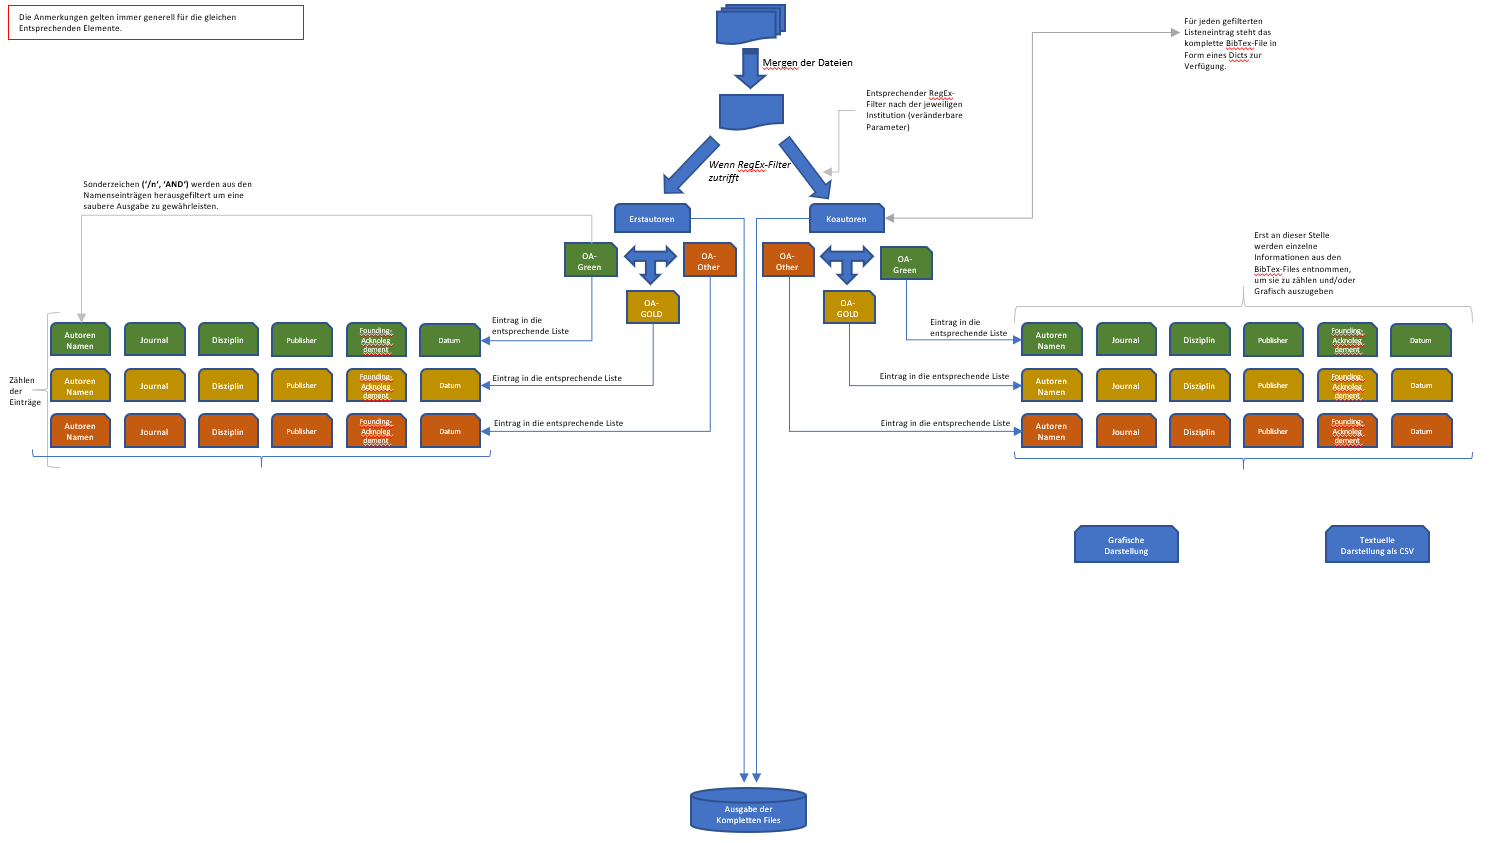 Die Anmerkungen gelten immer generell für die gleichen
Entsprechenden Elemente.
Für jeden gefilterten
Listeneintrag steht das
komplette BibTex-File in
Form eines Dicts zur
Verfügung.
Mergen der Dateien
Entsprechender RegEx-
Filter nach der jeweiligen
Institution (veränderbare
Parameter)
Wenn RegEx-Filter
zutrifft
Sonderzeichen ('/n', 'AND') werden aus den
Namenseinträgen herausgefiltert um eine
saubere Ausgabe zu gewährleisten.
Erstautoren
Koautoren
OA-
Green
OA-
Other
OA-
GOLD
OA-
Other
OA-
Green
OA-
GOLD
Erst an dieser Stelle
werden einzelne
Informationen aus den
BibTex-Files entnommen,
um sie zu zählen und/oder
Grafisch auszugeben
Zählen
der
Einträge
Autoren
Namen
Journal
Disziplin
Publisher
Founding-
Acknoleg
dement
Datum
Eintrag in die
entsprechende Liste
Eintrag in die
entsprechende Liste
Autoren
Namen
Journal
Disziplin
Publisher
Founding-
Acknoleg
dement
Datum
Autoren
Namen
Journal
Disziplin
Publisher
Founding-
Acknoleg
dement
Datum
Eintrag in die entsprechende Liste
Eintrag in die entsprechende Liste
Autoren
Namen
Journal
Disziplin
Publisher
Founding-
Acknoleg
dement
Datum
Autoren
Namen
Journal
Disziplin
Publisher
Founding-
Acknoleg
dement
Datum
Eintrag in die entsprechende Liste
Eintrag in die entsprechende Liste
Autoren
Namen
Journal
Disziplin
Publisher
Founding-
Acknoleg
dement
Datum
Grafische
Darstellung
Textuelle
Darstellung als CSV
Ausgabe der
Kompletten Files